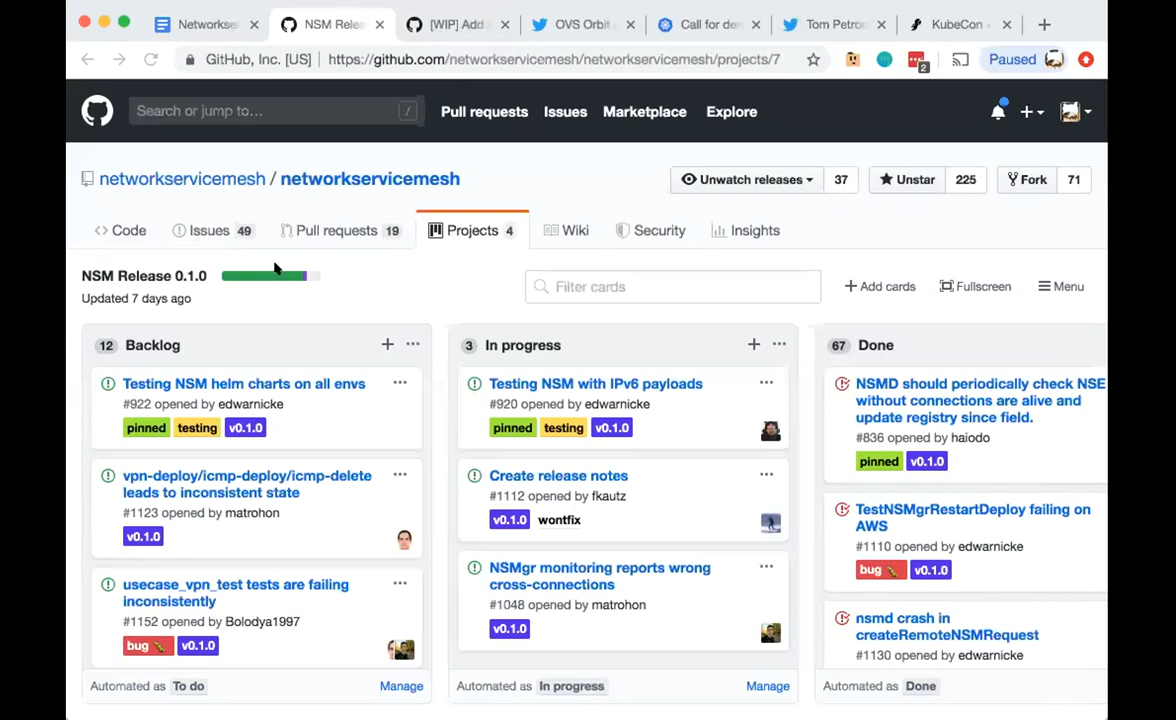 Networkse
NSM Relea
[WIP] Add
OVS Orbit
Call for de
Tom Petro
KubeCon
GitHub, Inc. [US] https://github.com/networkservicemesh/networkservicemesh/projects/7
2
Paused
Search or jump to…
/
Pull requests Issues Marketplace Explore
networkservicemesh / networkservicemesh
Unwatch releases 37
Unstar 225
Fork 71
Code
Issues 49
Pull requests 19
Projects 4
Wiki
Security
Insights
NSM Release 0.1.0
Updated 7 days ago
Filter cards
+ Add cards
Fullscreen
Menu
12 Backlog
Testing NSM helm charts on all envs
#922 opened by edwarnicke
pinned testing v0.1.0
vpn-deploy/icmp-deploy/icmp-delete
leads to inconsistent state
#1123 opened by matrohon
v0.1.0
usecase_vpn_test tests are failing
inconsistently
#1152 opened by Bolodya1997
bug v0.1.0
Automated as To do Manage
3 In progress
Testing NSM with IPv6 payloads
#920 opened by edwarnicke
pinned testing v0.1.0
Create release notes
#1112 opened by fkautz
v0.1.0 wontfix
NSMgr monitoring reports wrong
cross-connections
#1048 opened by matrohon
v0.1.0
Automated as In progress Manage
67 Done
NSMD should periodically check NSE
without connections are alive and
update registry since field.
#836 opened by haiodo
pinned v0.1.0
TestNSMgrRestartDeploy failing on
AWS
#1110 opened by edwarnicke
bug v0.1.0
nsmd crash in
createRemoteNSMRequest
#1130 opened by edwarnicke
Automated as Done